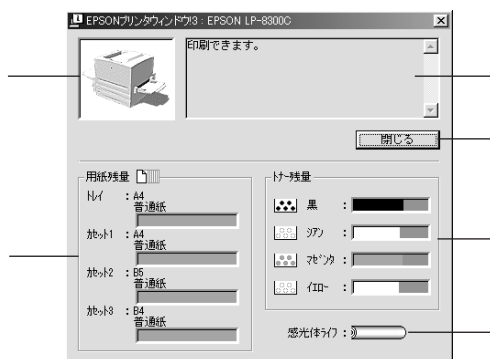 EPSONプリンタウィンドウ!3 : EPSON LP-8300C
印刷できます。
閉じる
用紙残量
トレイ : A4
普通紙
カセット1 : A4
普通紙
カセット2 : B5
普通紙
カセット3 : B4
普通紙
トナー残量
黒 :
シアン :
マゼンタ :
イエロー :
感光体ライフ :